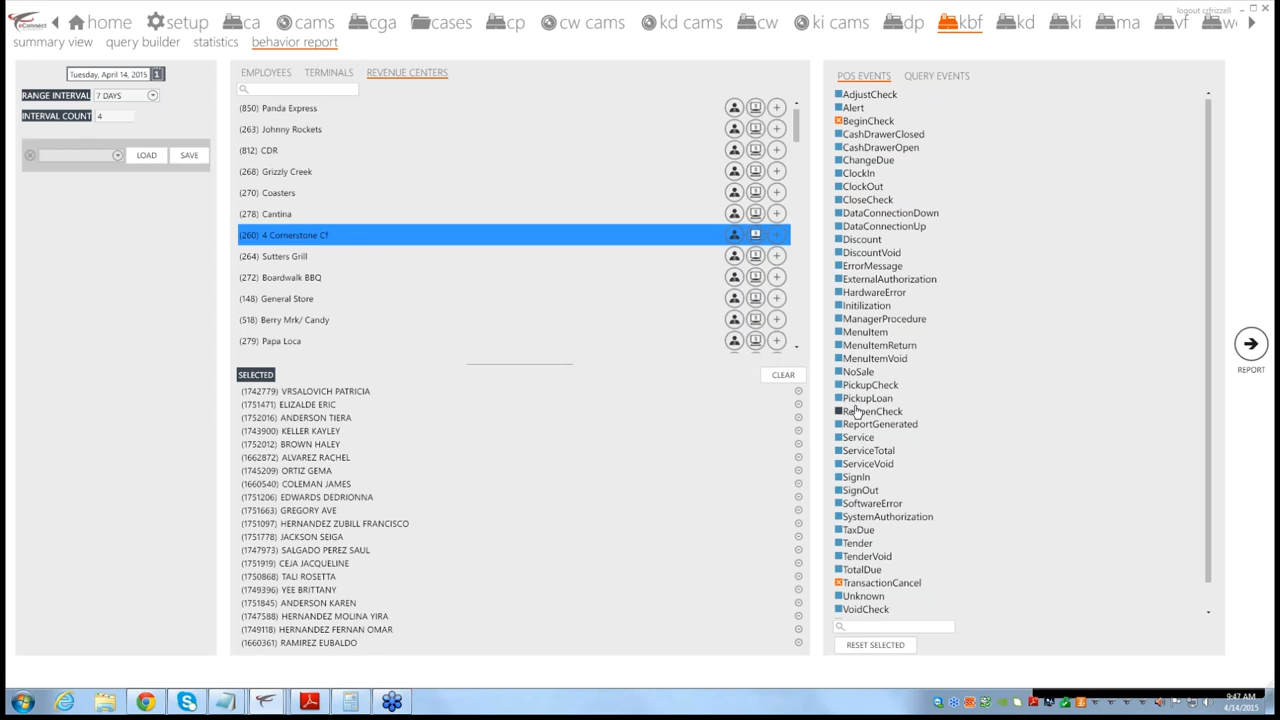 logout crfrizzell
eConnect
home
setup
ca
cams
cga
cases
cp
cw cams
kd cams
cw
ki cams
dp
kbf
kd
ki
ma
vf
summary view
query builder
statistics
behavior report
Tuesday, April 14, 2015
RANGE INTERVAL 7 DAYS
INTERVAL COUNT 4
LOAD
SAVE
EMPLOYEES TERMINALS REVENUE CENTERS
(850) Panda Express
(263) Johnny Rockets
(812) CDR
(268) Grizzly Creek
(270) Coasters
(278) Cantina
(260) 4 Cornerstone Cf
(264) Sutters Grill
(272) Boardwalk BBQ
(148) General Store
(518) Berry Mrk/ Candy
(279) Papa Loca
SELECTED
CLEAR
(1742779) VRSALOVICH PATRICIA
(1751471) ELIZALDE ERIC
(1752016) ANDERSON TIERA
(1743900) KELLER KAYLEY
(1752012) BROWN HALEY
(1662872) ALVAREZ RACHEL
(1745209) ORTIZ GEMA
(1660540) COLEMAN JAMES
(1751206) EDWARDS DEDRIONNA
(1751663) GREGORY AVE
(1751097) HERNANDEZ ZUBILL FRANCISCO
(1751778) JACKSON SEIGA
(1747973) SALGADO PEREZ SAUL
(1751919) CEJA JACQUELINE
(1750868) TALI ROSETTA
(1749396) YEE BRITTANY
(1751845) ANDERSON KAREN
(1747588) HERNANDEZ MOLINA YIRA
(1749118) HERNANDEZ FERNAN OMAR
(1660361) RAMIREZ EUBALDO
POS EVENTS QUERY EVENTS
AdjustCheck
Alert
BeginCheck
CashDrawerClosed
CashDrawerOpen
ChangeDue
ClockIn
ClockOut
CloseCheck
DataConnectionDown
DataConnectionUp
Discount
DiscountVoid
ErrorMessage
ExternalAuthorization
HardwareError
Initilization
ManagerProcedure
MenuItem
MenuItemReturn
MenuItemVoid
NoSale
PickupCheck
PickupLoan
ReopenCheck
ReportGenerated
Service
ServiceTotal
ServiceVoid
SignIn
SignOut
SoftwareError
SystemAuthorization
TaxDue
Tender
TenderVoid
TotalDue
TransactionCancel
Unknown
VoidCheck
RESET SELECTED
REPORT
9:47 AM
4/14/2015